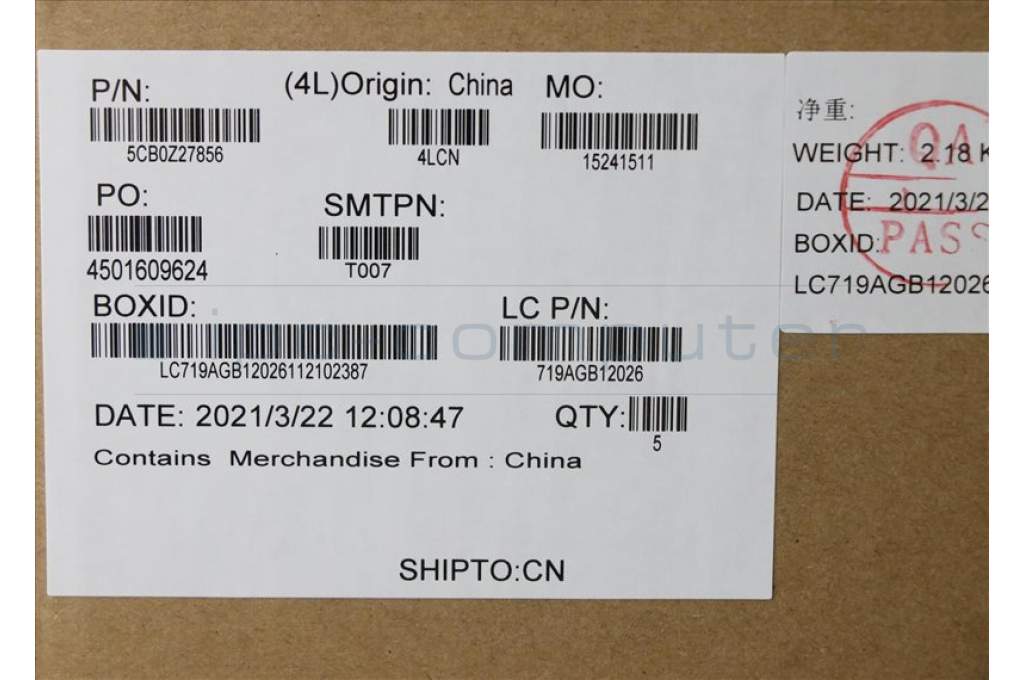 P/N:
(4L)Origin: China
MO:
5CB0Z27856
4LCN
15241511
PO:
SMTPN:
4501609624
T007
BOXID:
LC P/N:
LC719AGB12026112102387
719AGB12026
DATE: 2021/3/22 12:08:47
QTY:
5
Contains Merchandise From : China
SHIPTO:CN
净重:
WEIGHT: 2.18 K
DATE: 2021/3/2
BOXID:
LC719AGB12026
QA
PASS
computer